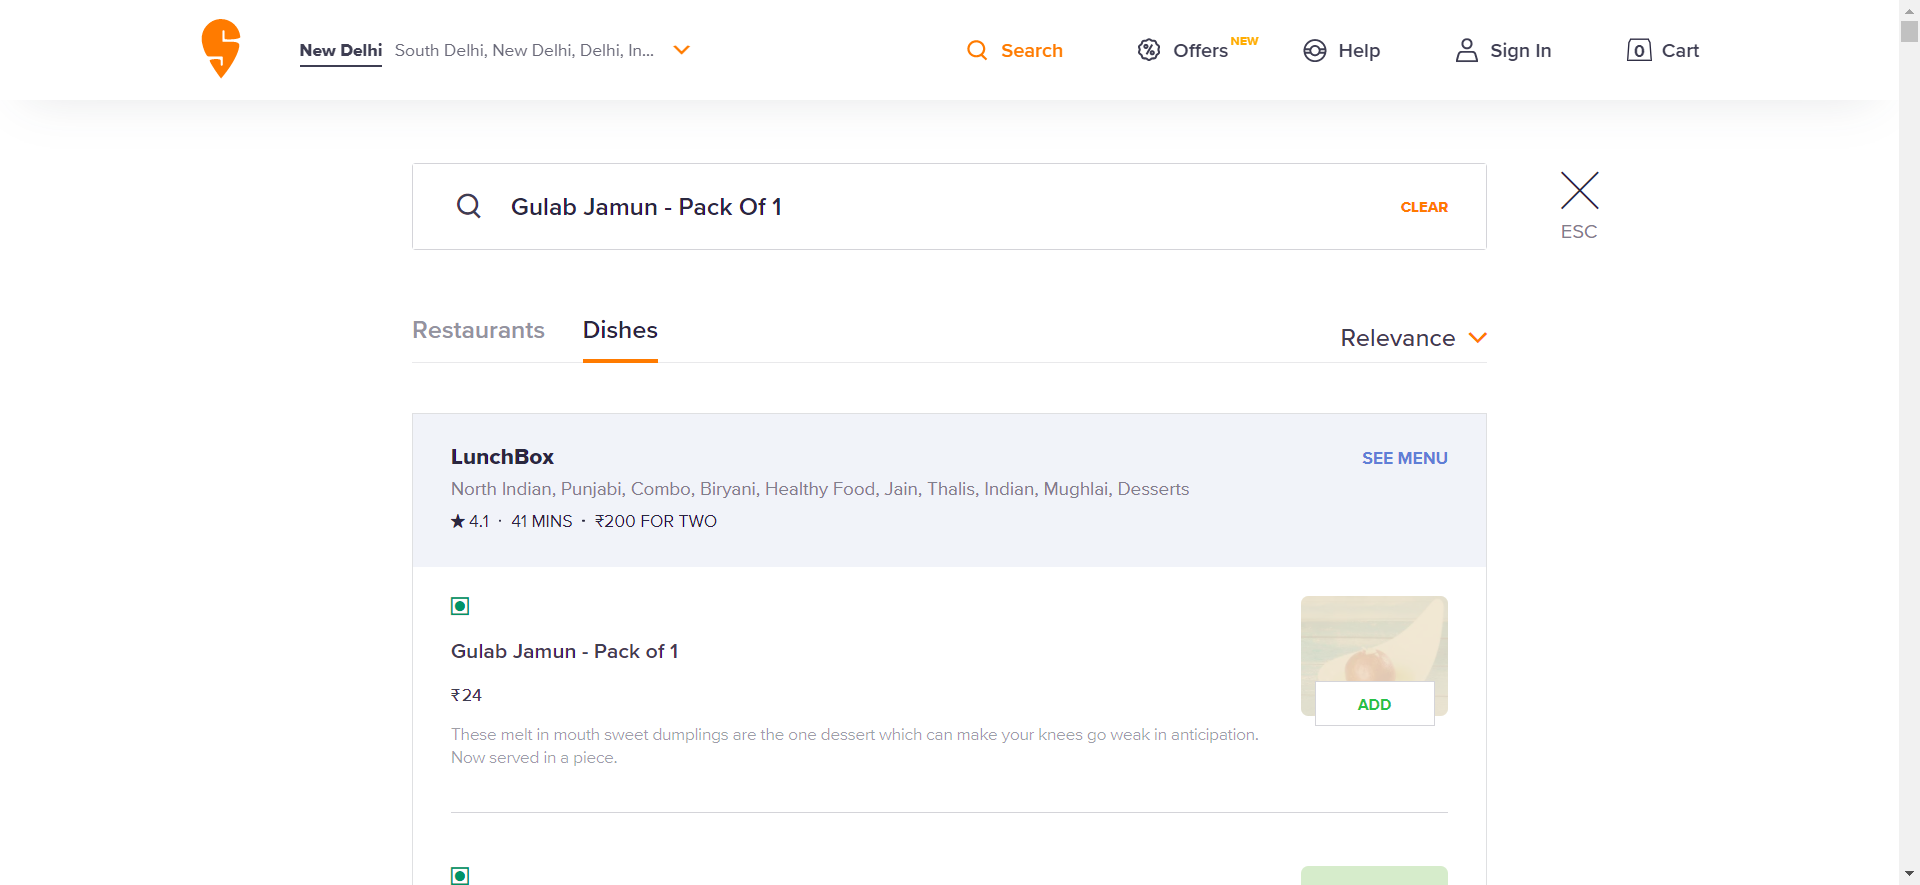 New Delhi South Delhi, New Delhi, Delhi, In...
Search
Offers NEW
Help
Sign In
0 Cart
Gulab Jamun - Pack Of 1
CLEAR
ESC
Restaurants
Dishes
Relevance
LunchBox
SEE MENU
North Indian, Punjabi, Combo, Biryani, Healthy Food, Jain, Thalis, Indian, Mughlai, Desserts
4.1 · 41 MINS · ₹200 FOR TWO
Gulab Jamun - Pack of 1
₹24
ADD
These melt in mouth sweet dumplings are the one dessert which can make your knees go weak in anticipation.
Now served in a piece.